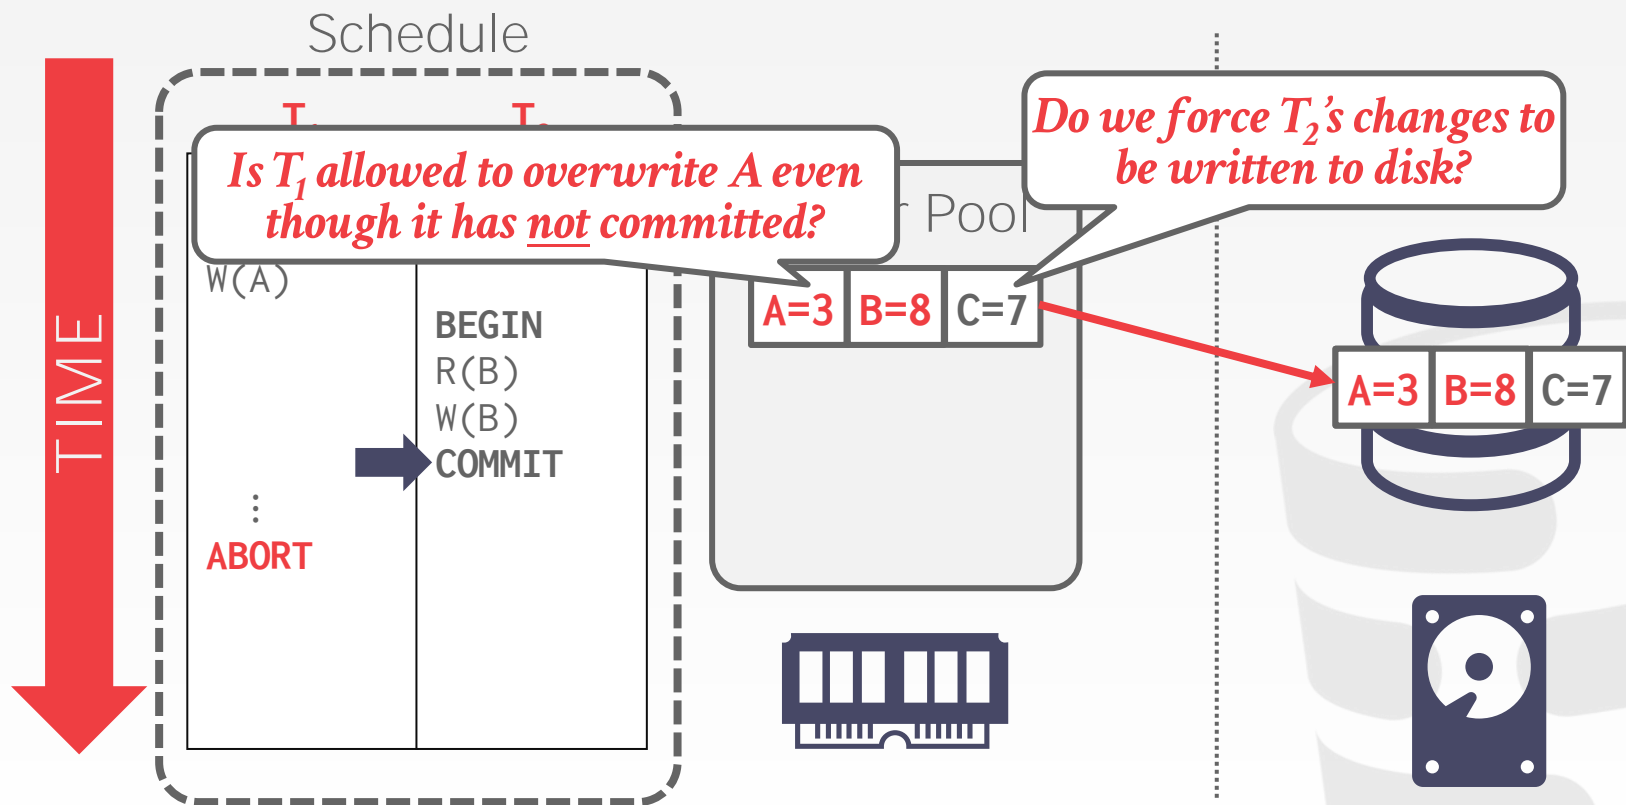 Schedule
T
T
Is T₁ allowed to overwrite A even
though it has not committed?
Do we force T₂'s changes to
be written to disk?
Pool
W(A)
BEGIN
R(B)
W(B)
COMMIT
⋮
ABORT
A=3 B=8 C=7
A=3 B=8 C=7
TIME